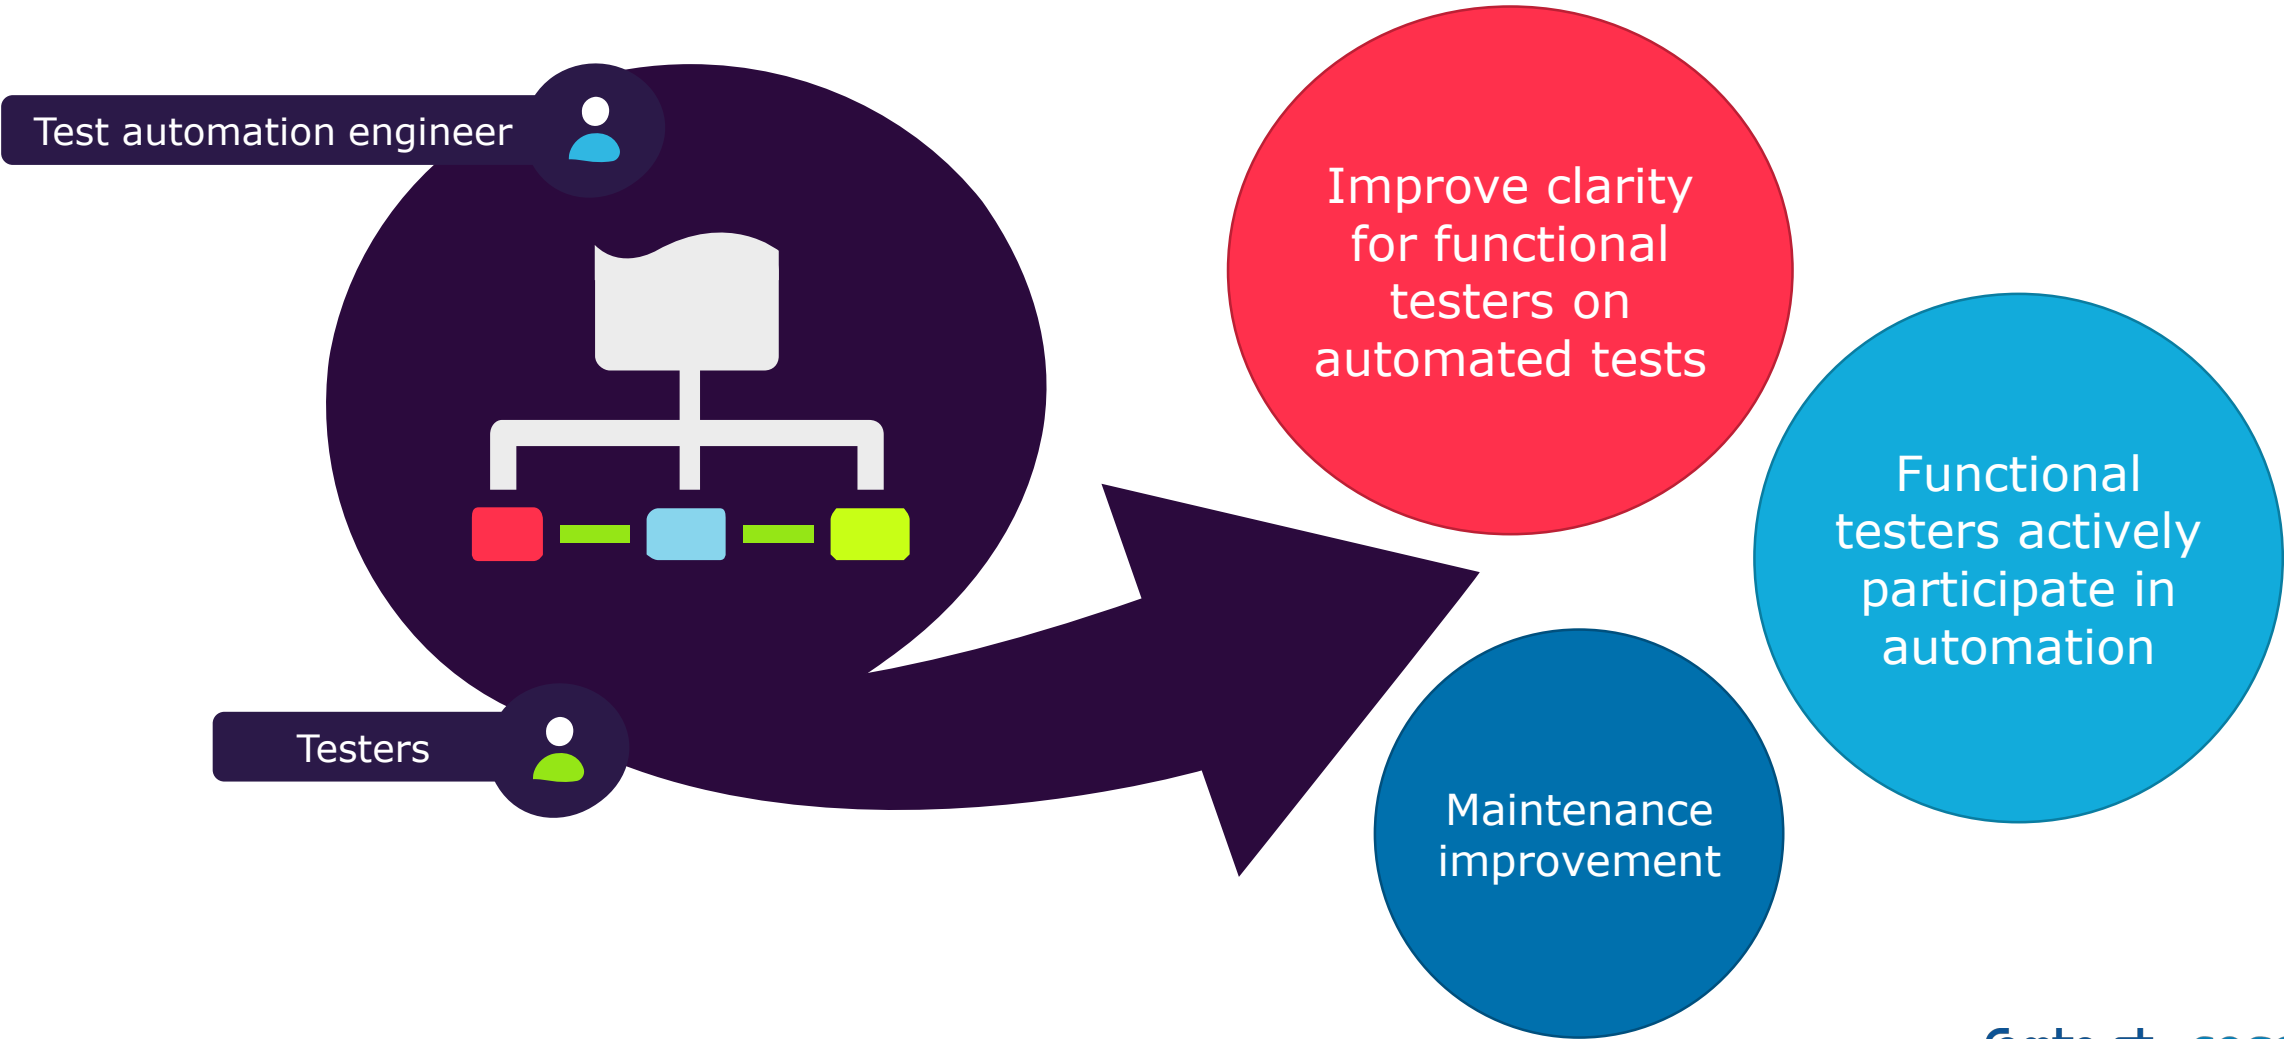 Test automation engineer
Improve clarity
for functional
testers on
automated tests
Functional
testers actively
participate in
automation
Testers
Maintenance
improvement